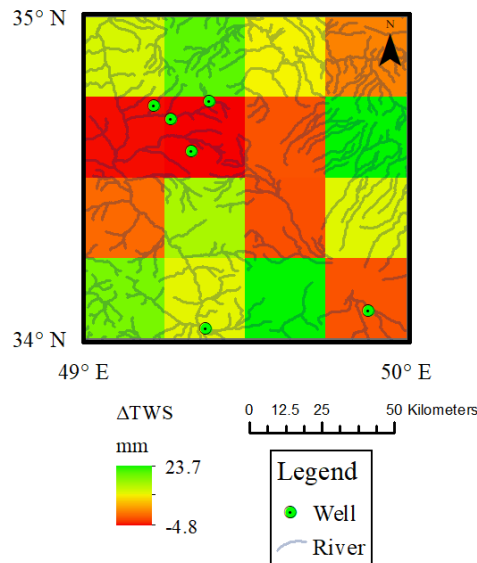 35° N
N
34° N
49° E
50° E
ΔTWS
mm
23.7
-4.8
0 12.5 25 50 Kilometers
Legend
Well
River